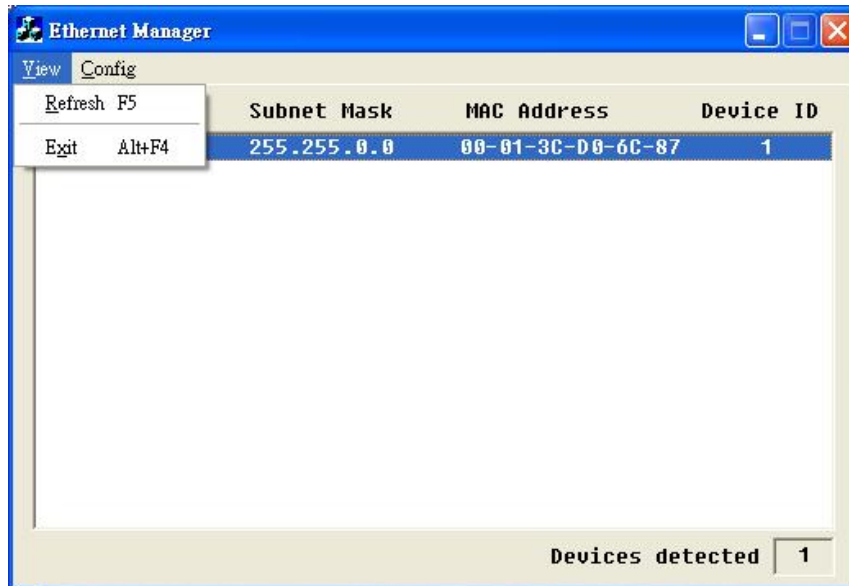 Ethernet Manager
View Config
Refresh F5
Exit Alt+F4
Subnet Mask MAC Address Device ID
255.255.0.0 00-01-3C-D0-6C-87 1
Devices detected 1